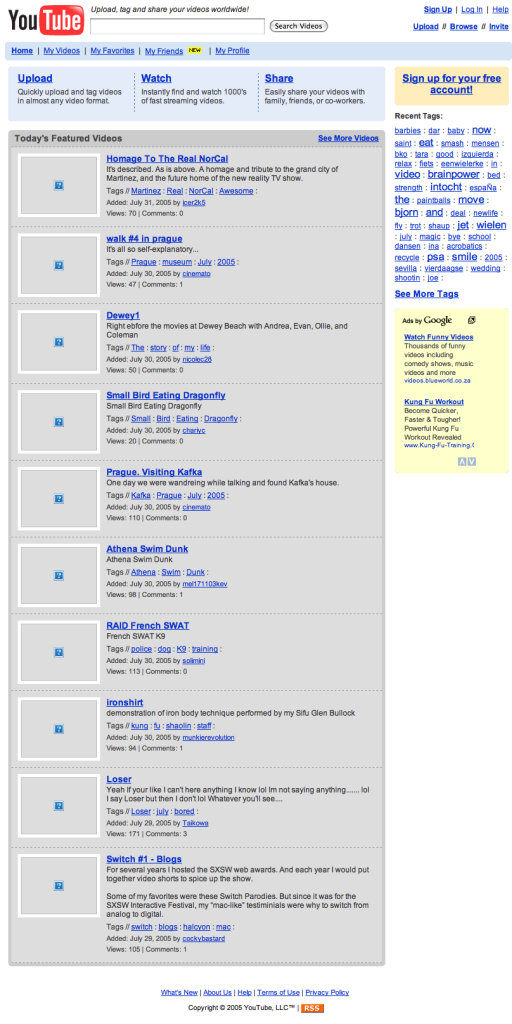 YouTube
Upload, tag and share your videos worldwide!
Search Videos
Sign Up | Log In | Help
Upload // Browse // Invite
Home | My Videos | My Favorites | My Friends NEW | My Profile
Upload
Quickly upload and tag videos
in almost any video format.
Watch
Instantly find and watch 1000's
of fast streaming videos.
Share
Easily share your videos with
family, friends, or co-workers.
Today's Featured Videos
See More Videos
Homage To The Real NorCal
It's described. As is above. A homage and tribute to the grand city of
Martinez, and the future home of the new reality TV show.
Tags // Martinez : Real : NorCal : Awesome :
Added: July 31, 2005 by icer2k5
Views: 70 | Comments: 0
walk #4 in prague
It's all so self-explanatory...
Tags // Prague : museum : July : 2005 :
Added: July 30, 2005 by cinemato
Views: 47 | Comments: 1
Dewey1
Right ebfore the movies at Dewey Beach with Andrea, Evan, Ollie, and
Coleman
Tags // The : story : of : my : life :
Added: July 30, 2005 by nicolec28
Views: 50 | Comments: 0
Small Bird Eating Dragonfly
Small Bird Eating Dragonfly
Tags // Small : Bird : Eating : Dragonfly :
Added: July 30, 2005 by chariyc
Views: 20 | Comments: 0
Prague. Visiting Kafka
One day we were wandreing while talking and found Kafka's house.
Tags // Kafka : Prague : July : 2005 :
Added: July 30, 2005 by cinemato
Views: 110 | Comments: 0
Athena Swim Dunk
Athena Swim Dunk
Tags // Athena : Swim : Dunk :
Added: July 30, 2005 by mel171103kev
Views: 98 | Comments: 1
RAID French SWAT
French SWAT K9
Tags // police : dog : K9 : training :
Added: July 30, 2005 by solimini
Views: 113 | Comments: 0
ironshirt
demonstration of iron body technique performed by my Sifu Glen Bullock
Tags // kung : fu : shaolin : staff :
Added: July 30, 2005 by munkierevolution
Views: 94 | Comments: 1
Loser
Yeah If your like I can't here anything I know lol Im not saying anything...... lol
I say Loser but then I don't lol Whatever you'll see....
Tags // Loser : july : bored :
Added: July 29, 2005 by Taikowa
Views: 171 | Comments: 3
Switch #1 - Blogs
For several years I hosted the SXSW web awards. And each year I would put
together video shorts to spice up the show.
Some of my favorites were these Switch Parodies. But since it was for the
SXSW Interactive Festival, my "mac-like" testiminials were why to switch from
analog to digital.
Tags // switch : blogs : halcyon : mac :
Added: July 29, 2005 by cockybastard
Views: 105 | Comments: 1
Sign up for your free
account!
Recent Tags:
barbies : dar : baby : now :
saint : eat : smash : mensen :
bko : tara : good : izquierda :
relax : fiets : eenwielerke : in :
video : brainpower : bed :
strength : intocht : espaÑa :
the : paintballs : move :
bjorn : and : deal : newlife :
fly : trot : shaup : jet : wielen
: july : magic : bye : school :
dansen : ina : acrobatics :
recycle : psa : smile : 2005 :
sevilla : vierdaagse : wedding :
shootin : joe :
See More Tags
Ads by Google
Watch Funny Videos
Thousands of funny
videos including
comedy shows, music
videos and more
videos.blueworld.co.za
Kung Fu Workout
Become Quicker,
Faster & Tougher!
Powerful Kung Fu
Workout Revealed
www.Kung-Fu-Training.(
What's New | About Us | Help | Terms of Use | Privacy Policy
Copyright © 2005 YouTube, LLC™ | RSS